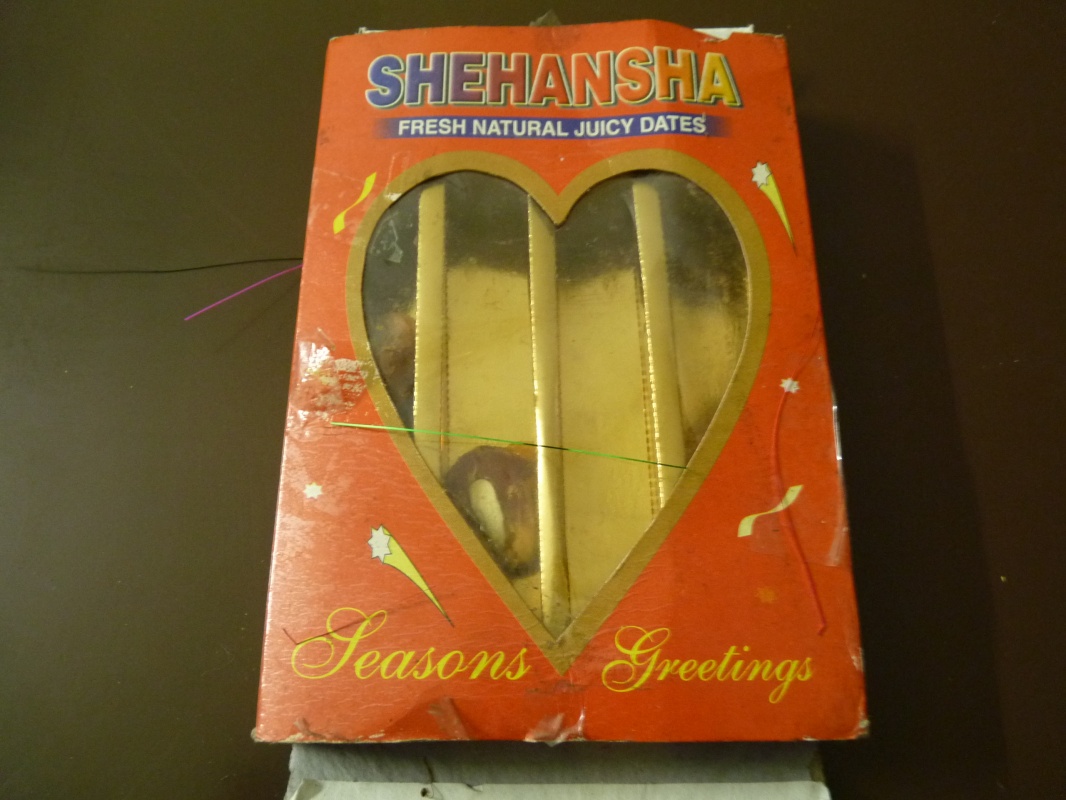 SHEHANSHA
FRESH NATURAL JUICY DATES
Seasons Greetings